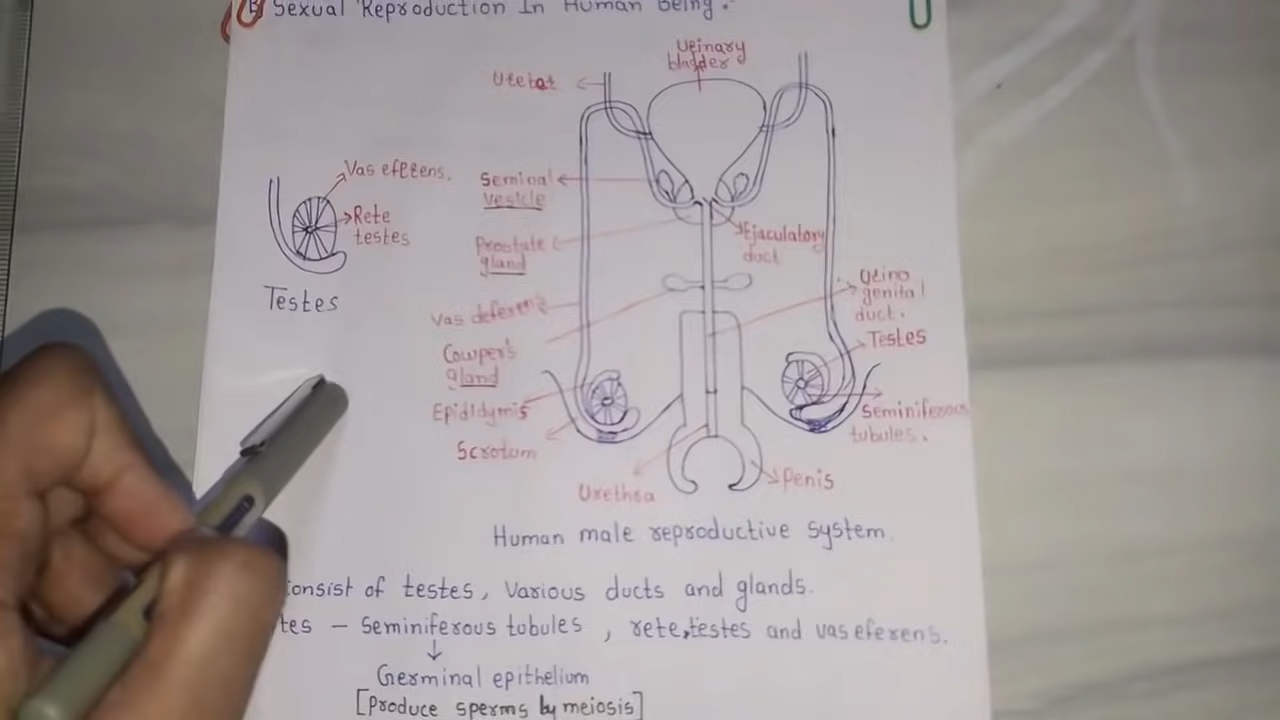 B Sexual Reproduction In Human Being.
Urinary
bladder
Ureter
Vas eferens.
Rete
testes
Testes
Seminal
vesicle
Prostate
gland
Ejaculatory
duct
Urino
genital
duct.
Vas deferens
Cowper's
gland
Testes
Epididymis
Seminiferous
tubules.
Scrotum
Urethra
Penis
Human male reproductive system.
consist of testes, Various ducts and glands.
tes - Seminiferous tubules, rete, testes and vas eferens.
↓
Germinal epithelium
[Produce sperms by meiosis]